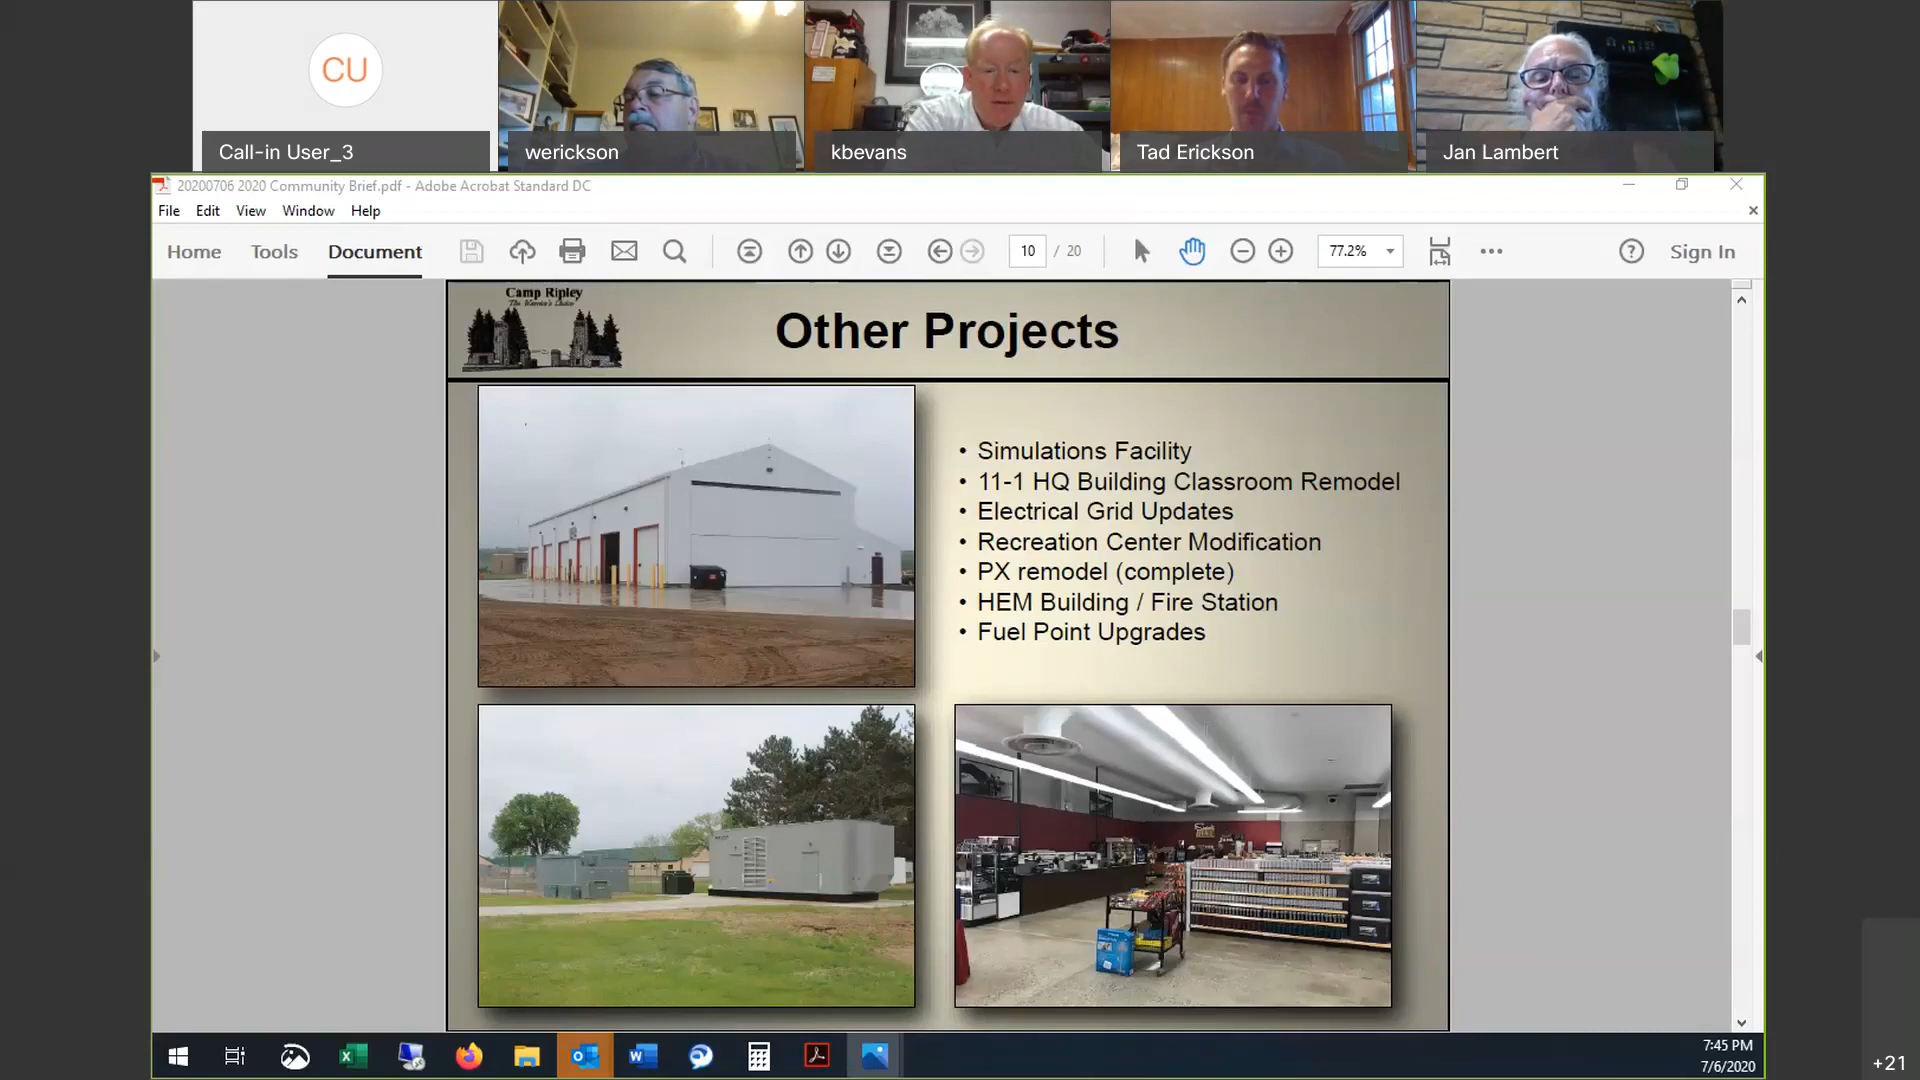 CU
Call-in User_3
werickson
kbevans
Tad Erickson
Jan Lambert
20200706 2020 Community Brief.pdf - Adobe Acrobat Standard DC
File Edit View Window Help
Home Tools Document 10 / 20 77.2% Sign In
Camp Ripley
The Warrior's Choice
Other Projects
• Simulations Facility
• 11-1 HQ Building Classroom Remodel
• Electrical Grid Updates
• Recreation Center Modification
• PX remodel (complete)
• HEM Building / Fire Station
• Fuel Point Upgrades
7:45 PM
7/6/2020
+21